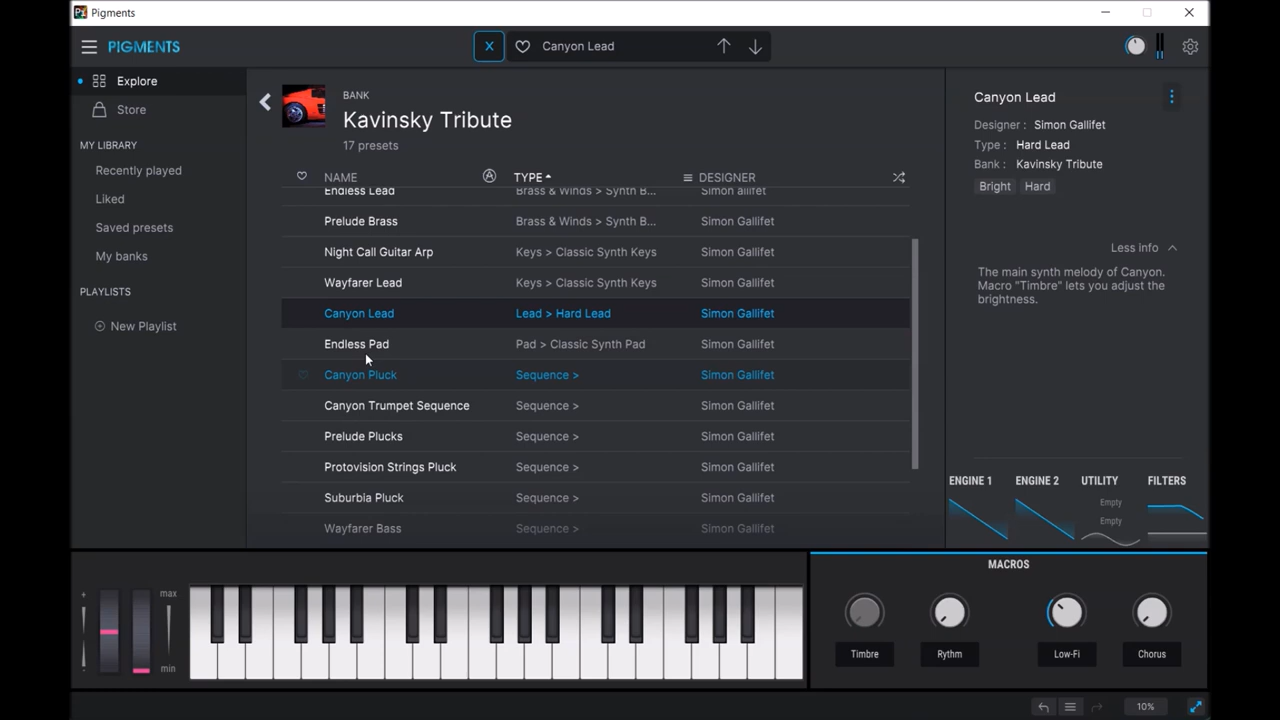 Pigments
PIGMENTS
X
Canyon Lead
Explore
Store
MY LIBRARY
Recently played
Liked
Saved presets
My banks
PLAYLISTS
New Playlist
BANK
Kavinsky Tribute
17 presets
NAME TYPE DESIGNER
Endless Lead Brass & Winds > Synth B... Simon Gallifet
Prelude Brass Brass & Winds > Synth B... Simon Gallifet
Night Call Guitar Arp Keys > Classic Synth Keys Simon Gallifet
Wayfarer Lead Keys > Classic Synth Keys Simon Gallifet
Canyon Lead Lead > Hard Lead Simon Gallifet
Endless Pad Pad > Classic Synth Pad Simon Gallifet
Canyon Pluck Sequence > Simon Gallifet
Canyon Trumpet Sequence Sequence > Simon Gallifet
Prelude Plucks Sequence > Simon Gallifet
Protovision Strings Pluck Sequence > Simon Gallifet
Suburbia Pluck Sequence > Simon Gallifet
Wayfarer Bass Sequence > Simon Gallifet
Canyon Lead
Designer : Simon Gallifet
Type : Hard Lead
Bank : Kavinsky Tribute
Bright Hard
Less info
The main synth melody of Canyon.
Macro "Timbre" lets you adjust the
brightness.
ENGINE 1 ENGINE 2 UTILITY FILTERS
Empty
Empty
+
-
max
min
MACROS
Timbre Rythm Low-Fi Chorus
10%